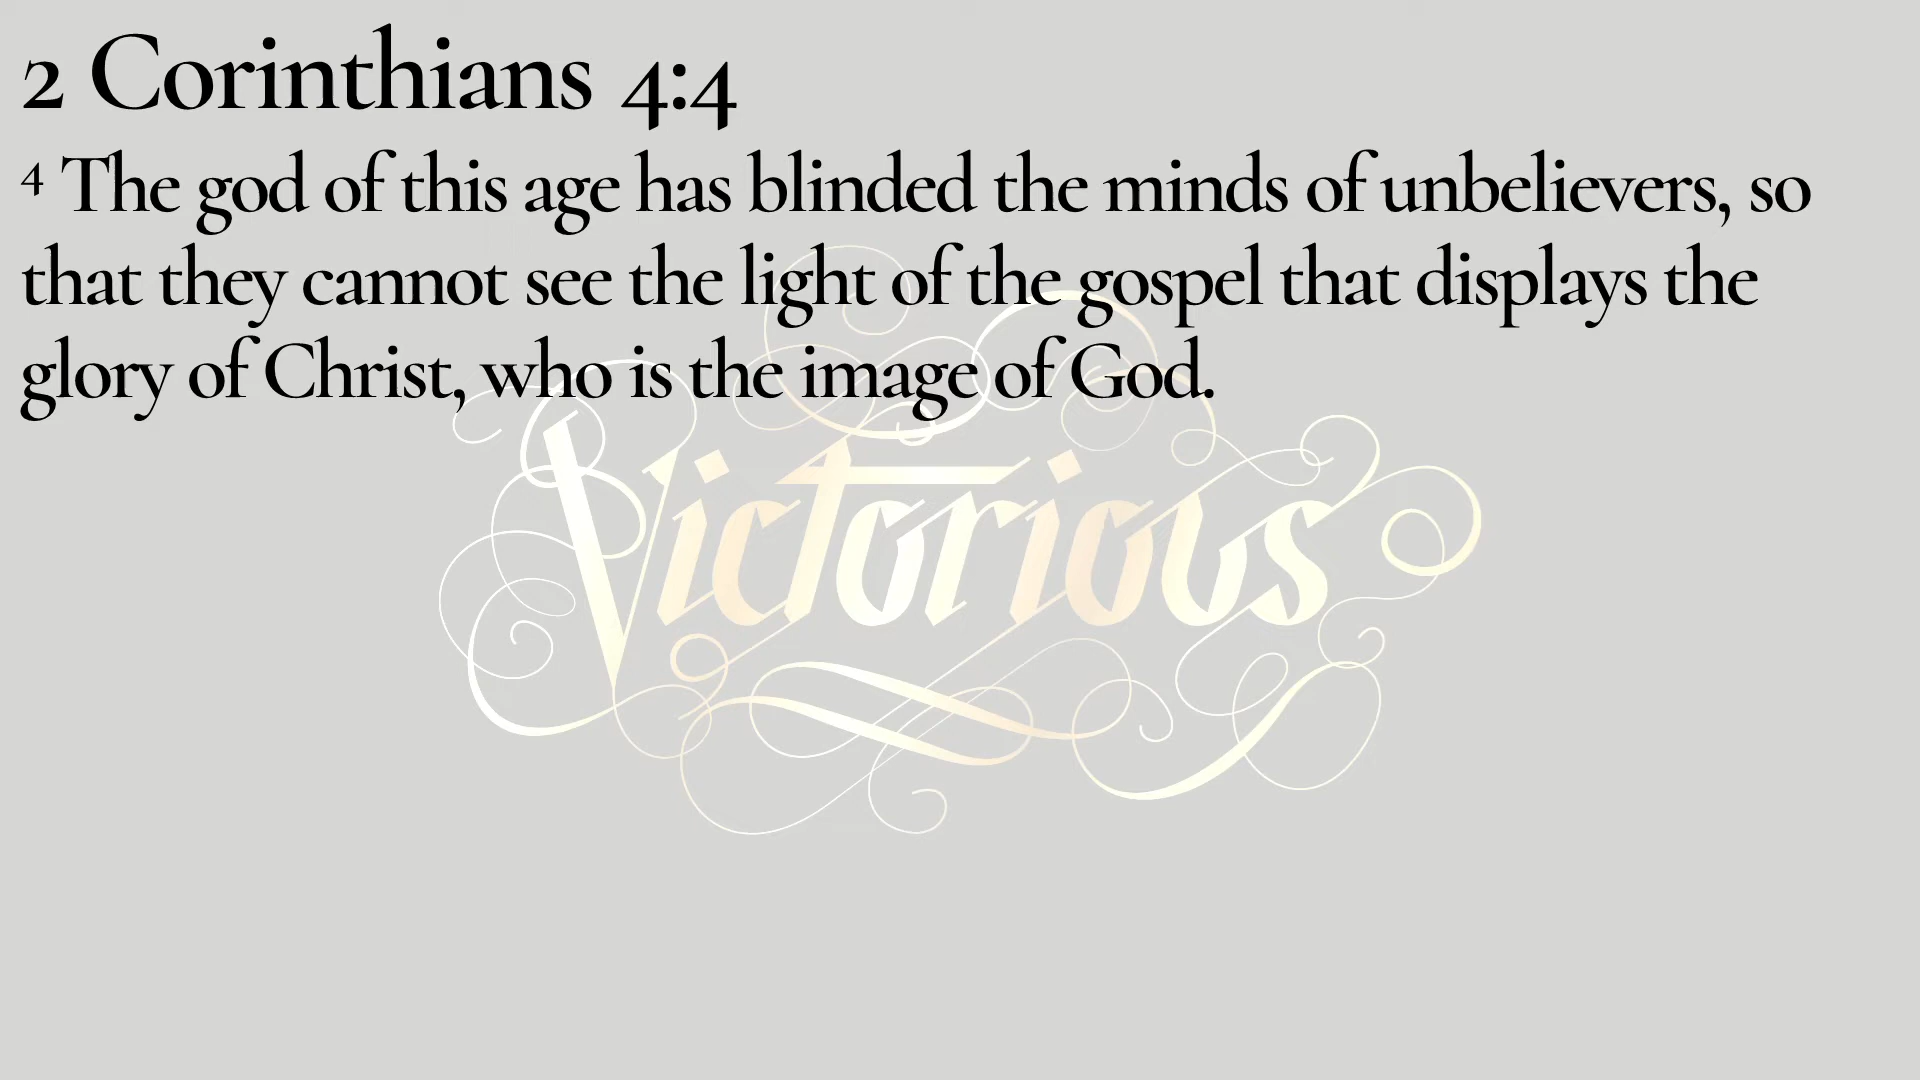 2 Corinthians 4:4
4 The god of this age has blinded the minds of unbelievers, so
that they cannot see the light of the gospel that displays the
glory of Christ, who is the image of God.
Victorious